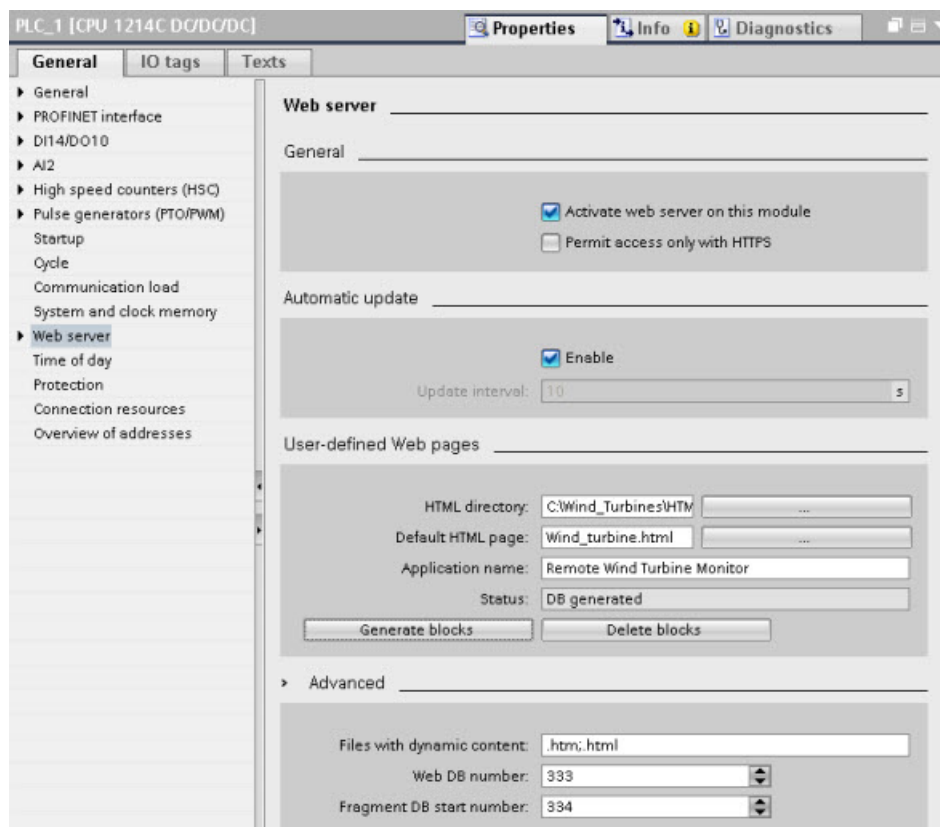 PLC_1 [CPU 1214C DC/DC/DC]
Properties
Info
Diagnostics
General
IO tags
Texts
General
PROFINET interface
DI14/DO10
AI2
High speed counters (HSC)
Pulse generators (PTO/PWM)
Startup
Cycle
Communication load
System and clock memory
Web server
Time of day
Protection
Connection resources
Overview of addresses
Web server
General
Activate web server on this module
Permit access only with HTTPS
Automatic update
Enable
Update interval: 10 s
User-defined Web pages
HTML directory: C:\Wind_Turbines\HTM ...
Default HTML page: Wind_turbine.html ...
Application name: Remote Wind Turbine Monitor
Status: DB generated
Generate blocks
Delete blocks
Advanced
Files with dynamic content: .htm;.html
Web DB number: 333
Fragment DB start number: 334